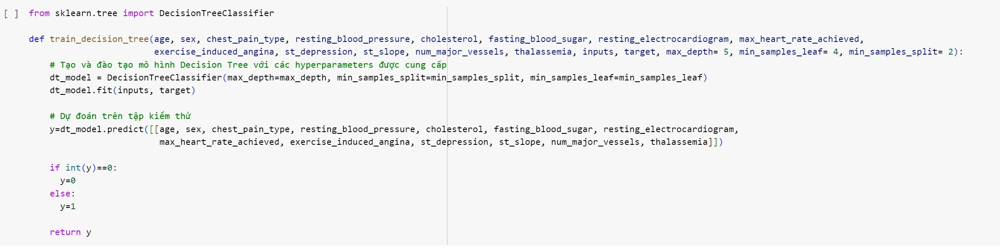 [ ] from sklearn.tree import DecisionTreeClassifier
def train_decision_tree(age, sex, chest_pain_type, resting_blood_pressure, cholesterol, fasting_blood_sugar, resting_electrocardiogram, max_heart_rate_achieved,
exercise_induced_angina, st_depression, st_slope, num_major_vessels, thalassemia, inputs, target, max_depth= 5, min_samples_leaf= 4, min_samples_split= 2):
# Tạo và đào tạo mô hình Decision Tree với các hyperparameters được cung cấp
dt_model = DecisionTreeClassifier(max_depth=max_depth, min_samples_split=min_samples_split, min_samples_leaf=min_samples_leaf)
dt_model.fit(inputs, target)
# Dự đoán trên tập kiểm thử
y=dt_model.predict([[age, sex, chest_pain_type, resting_blood_pressure, cholesterol, fasting_blood_sugar, resting_electrocardiogram,
max_heart_rate_achieved, exercise_induced_angina, st_depression, st_slope, num_major_vessels, thalassemia]])
if int(y)==0:
y=0
else:
y=1
return y